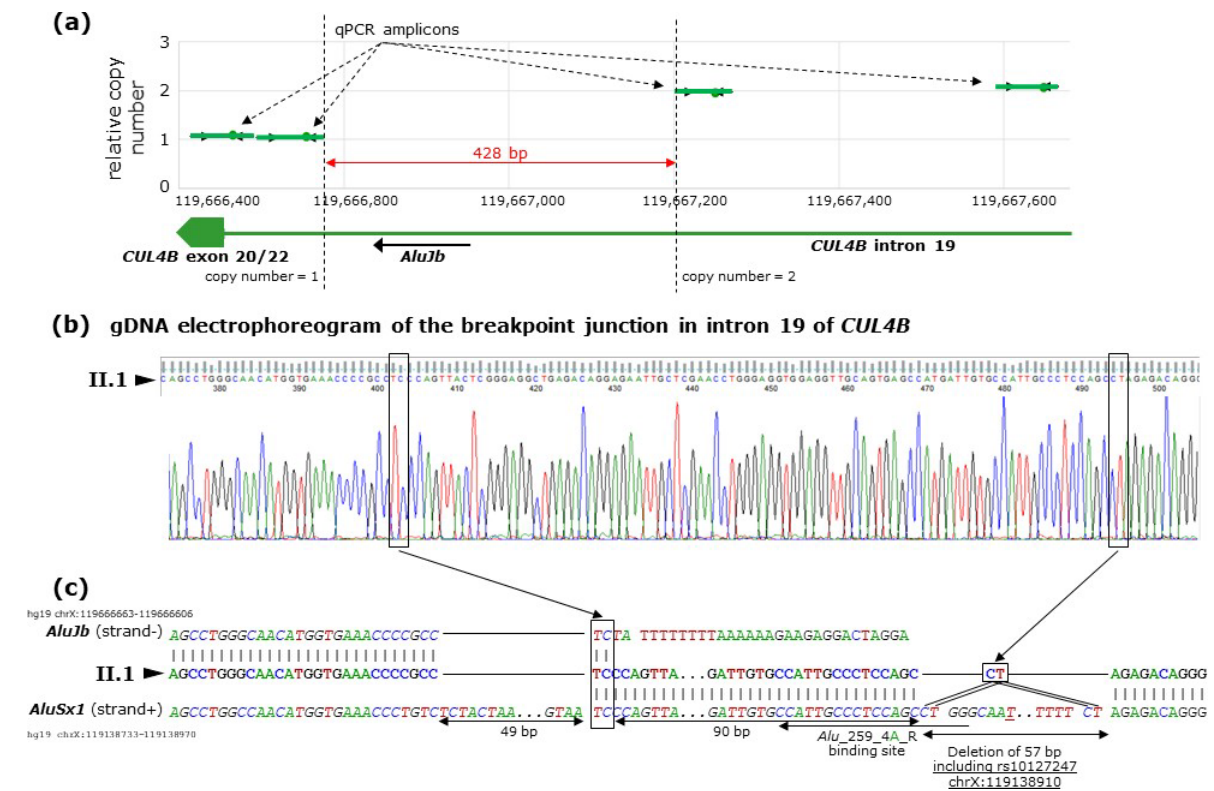 (a)
qPCR amplicons
relative copy number
3
2
1
0
428 bp
119,666,400 119,666,800 119,667,000 119,667,200 119,667,400 119,667,600
CUL4B exon 20/22 AluJb CUL4B intron 19
copy number = 1 copy number = 2
(b) gDNA electrophoreogram of the breakpoint junction in intron 19 of CUL4B
II.1 CAGCCTGGGCAACATGGTGAAACCCCGCCTCCCAGTTACTCGGGAGGCTGAGACAGGAGAATTGCTCGAACCTGGGAGGTGGAGGTTGCAGTGAGCCATGATTGTGCCATTGCCCTCCAGCCTAGAGACAGGG
380 390 400 410 420 430 440 450 460 470 480 490 500
(c)
hg19 chrX:119666663-119666606
AluJb (strand-) AGCCTGGGCAACATGGTGAAACCCCGCC TCTA TTTTTTTTAAAAAAGAAGAGGACTAGGA
II.1 AGCCTGGGCAACATGGTGAAACCCCGCC TCCCAGTTA...GATTGTGCCATTGCCCTCCAGC CT AGAGACAGGG
AluSx1 (strand+) AGCCTGGCCAACATGGTGAAACCCTGTCTCTACTAA...GTAA TCCCAGTTA...GATTGTGCCATTGCCCTCCAGCCT GGGCAAT..TTTT CT AGAGACAGGG
hg19 chrX:119138733-119138970
49 bp 90 bp Alu_259_4A_R Deletion of 57 bp
binding site including rs10127247
chrX:119138910